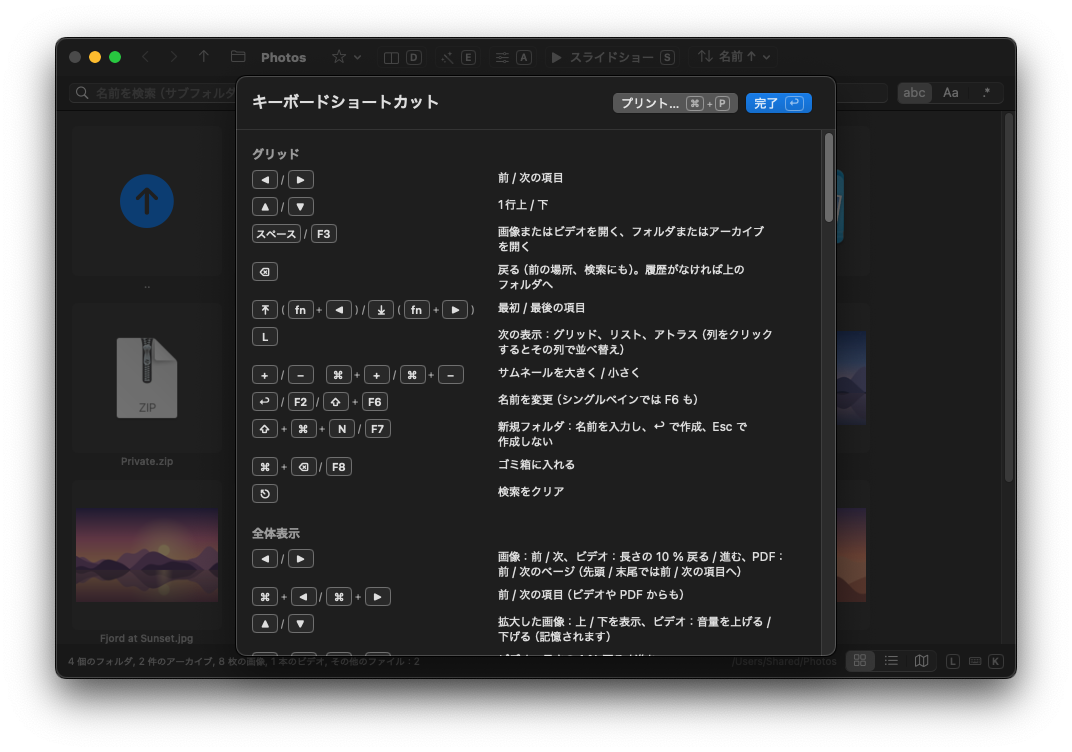 Photos
D
E
A
スライドショー S
名前
名前を検索 (サブフォルダ
abc
Aa
.*
キーボードショートカット
プリント... ⌘ + P
完了 ↩
グリッド
◀ / ▶ 前 / 次の項目
▲ / ▼ 1行上 / 下
スペース / F3 画像またはビデオを開く、フォルダまたはアーカイブ
を開く
⌫ 戻る (前の場所、検索にも)。履歴がなければ上の
フォルダへ
⤒ ( fn + ◀ ) / ⤓ ( fn + ▶ ) 最初 / 最後の項目
L 次の表示:グリッド、リスト、アトラス (列をクリック
するとその列で並べ替え)
+ / − ⌘ + + / ⌘ + − サムネールを大きく / 小さく
↩ / F2 / ⇧ + F6 名前を変更 (シングルペインでは F6 も)
⇧ + ⌘ + N / F7 新規フォルダ:名前を入力し、↩ で作成、Esc で
作成しない
⌘ + ⌫ / F8 ゴミ箱に入れる
⎋ 検索をクリア
全体表示
◀ / ▶ 画像:前 / 次、ビデオ:長さの 10 % 戻る / 進む、PDF:
前 / 次のページ (先頭 / 末尾では前 / 次の項目へ)
⌘ + ◀ / ⌘ + ▶ 前 / 次の項目 (ビデオや PDF からも)
▲ / ▼ 拡大した画像:上 / 下を表示、ビデオ:音量を上げる /
下げる (記憶されます)
..
ZIP
Private.zip
Fjord at Sunset.jpg
4 個のフォルダ, 2 件のアーカイブ, 8 枚の画像, 1 本のビデオ, その他のファイル:2
/Users/Shared/Photos
L
K